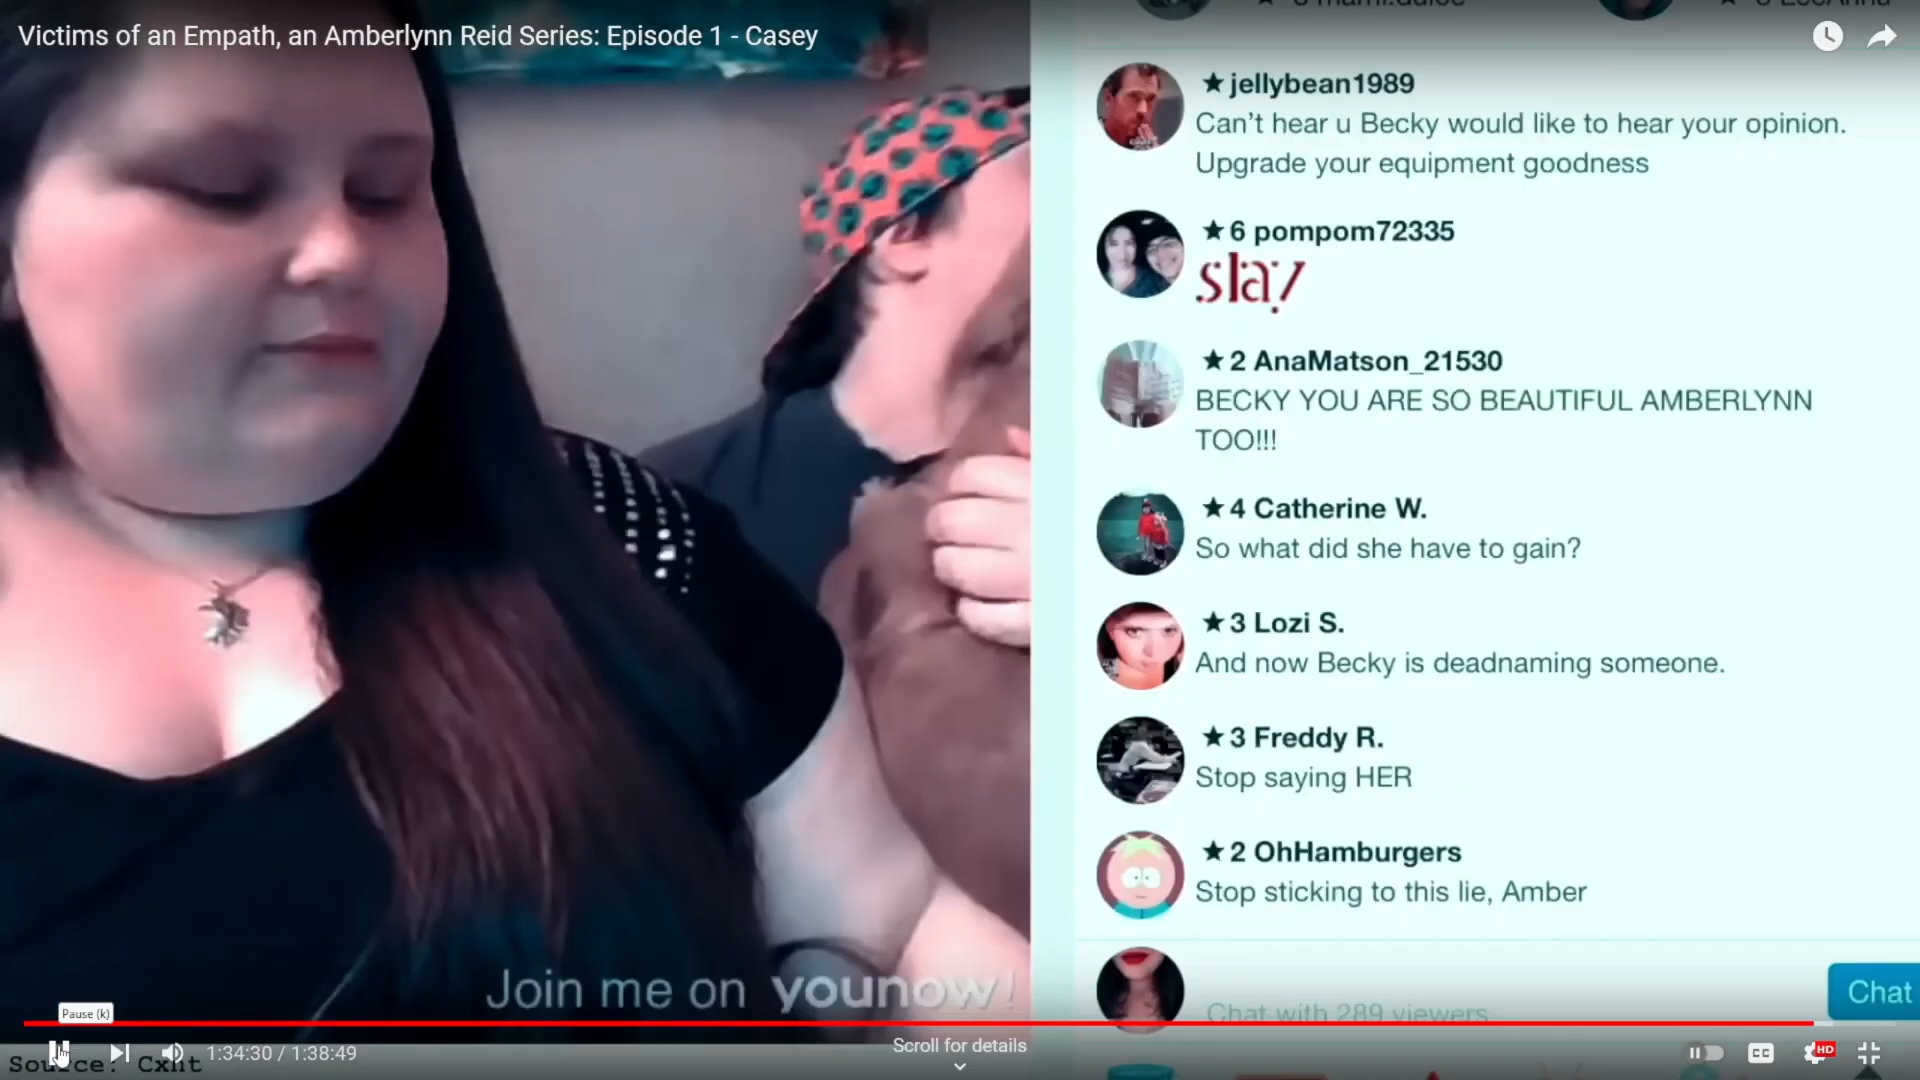 Victims of an Empath, an Amberlynn Reid Series: Episode 1 - Casey
★ jellybean1989
Can't hear u Becky would like to hear your opinion.
Upgrade your equipment goodness
★ 6 pompom72335
slay
★ 2 AnaMatson_21530
BECKY YOU ARE SO BEAUTIFUL AMBERLYNN
TOO!!!
★ 4 Catherine W.
So what did she have to gain?
★ 3 Lozi S.
And now Becky is deadnaming someone.
★ 3 Freddy R.
Stop saying HER
★ 2 OhHamburgers
Stop sticking to this lie, Amber
Join me on younow!
Chat
Chat with 289 viewers
Pause (k)
1:34:30 / 1:38:49
Scroll for details
CC
HD
Source: Cxnt